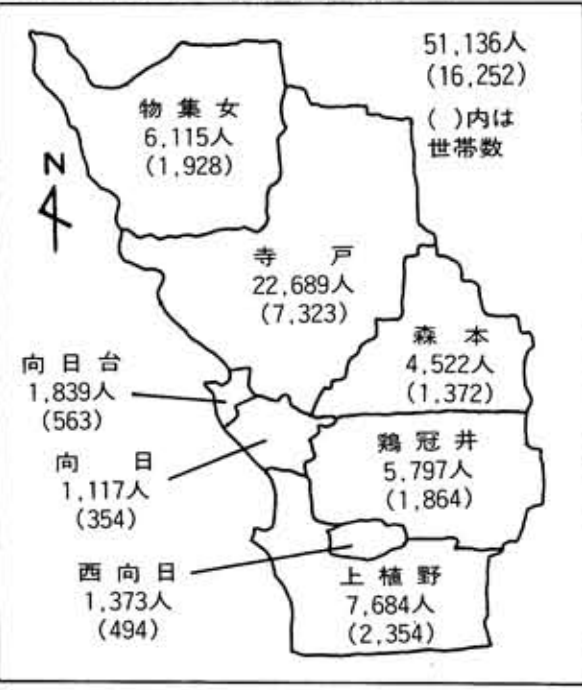 51,136人
(16,252)
( )内は
世帯数
物集女
6,115人
(1,928)
N
寺戸
22,689人
(7,323)
森本
4,522人
(1,372)
向日台
1,839人
(563)
鶏冠井
5,797人
(1,864)
向日
1,117人
(354)
西向日
1,373人
(494)
上植野
7,684人
(2,354)